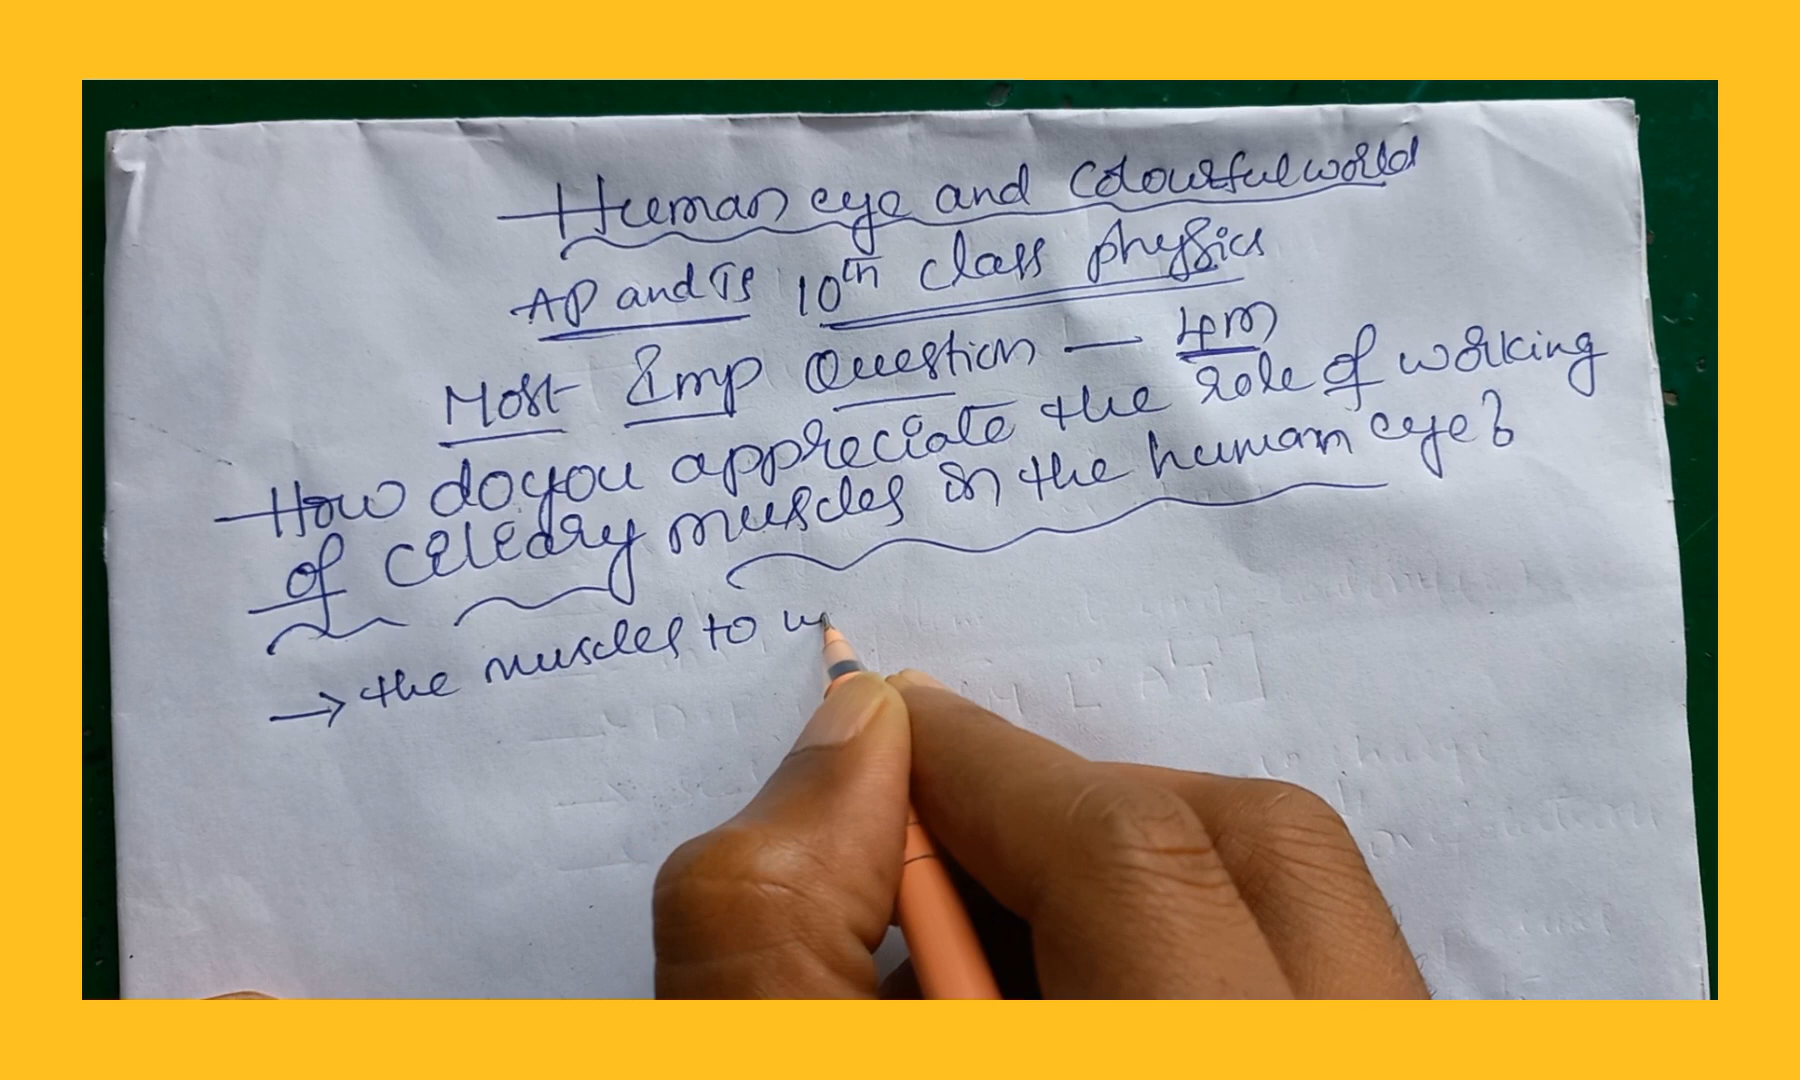 Human eye and Colourful world
AP and TS 10th class physics
Most Imp Question — 4m
How do you appreciate the role of working
of ciliary muscles in the human eye?
→ the muscles to w